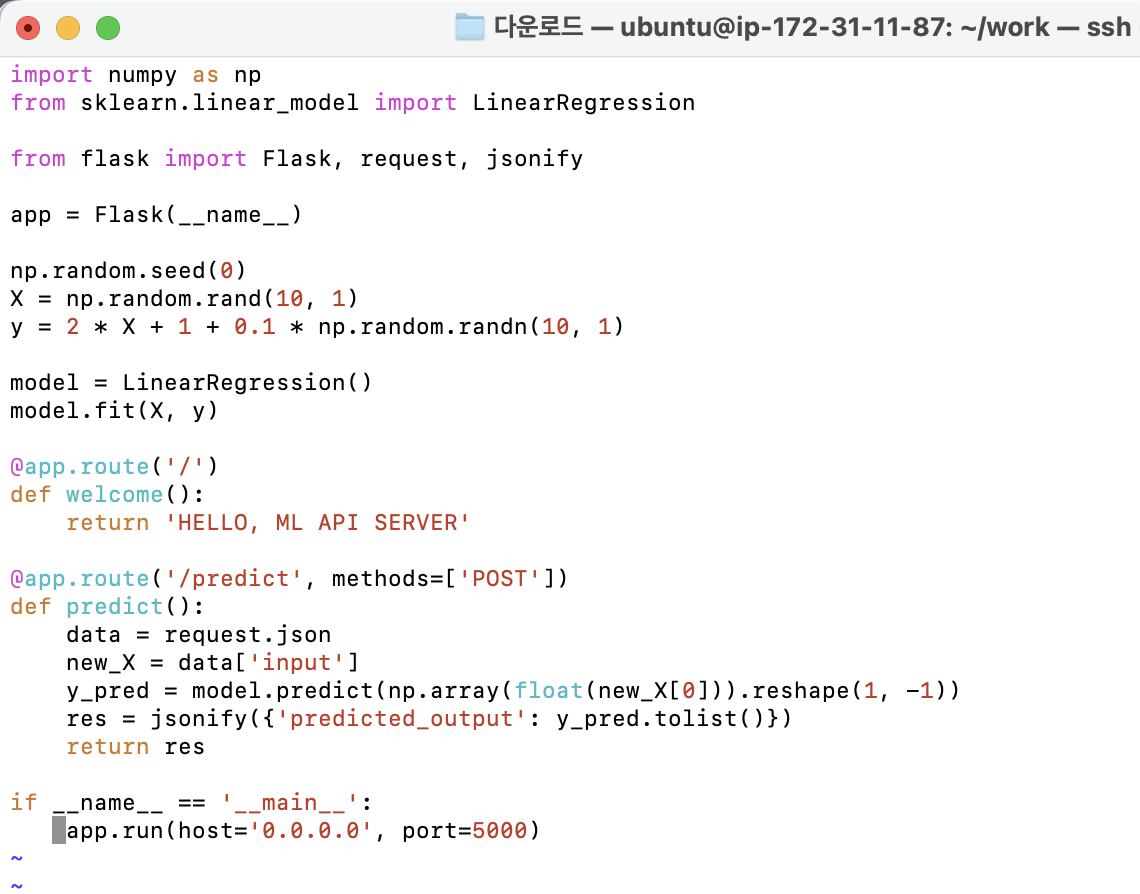 다운로드 — ubuntu@ip-172-31-11-87: ~/work — ssh
import numpy as np
from sklearn.linear_model import LinearRegression
from flask import Flask, request, jsonify
app = Flask(__name__)
np.random.seed(0)
X = np.random.rand(10, 1)
y = 2 * X + 1 + 0.1 * np.random.randn(10, 1)
model = LinearRegression()
model.fit(X, y)
@app.route('/')
def welcome():
    return 'HELLO, ML API SERVER'
@app.route('/predict', methods=['POST'])
def predict():
    data = request.json
    new_X = data['input']
    y_pred = model.predict(np.array(float(new_X[0])).reshape(1, -1))
    res = jsonify({'predicted_output': y_pred.tolist()})
    return res
if __name__ == '__main__':
    app.run(host='0.0.0.0', port=5000)
~
~